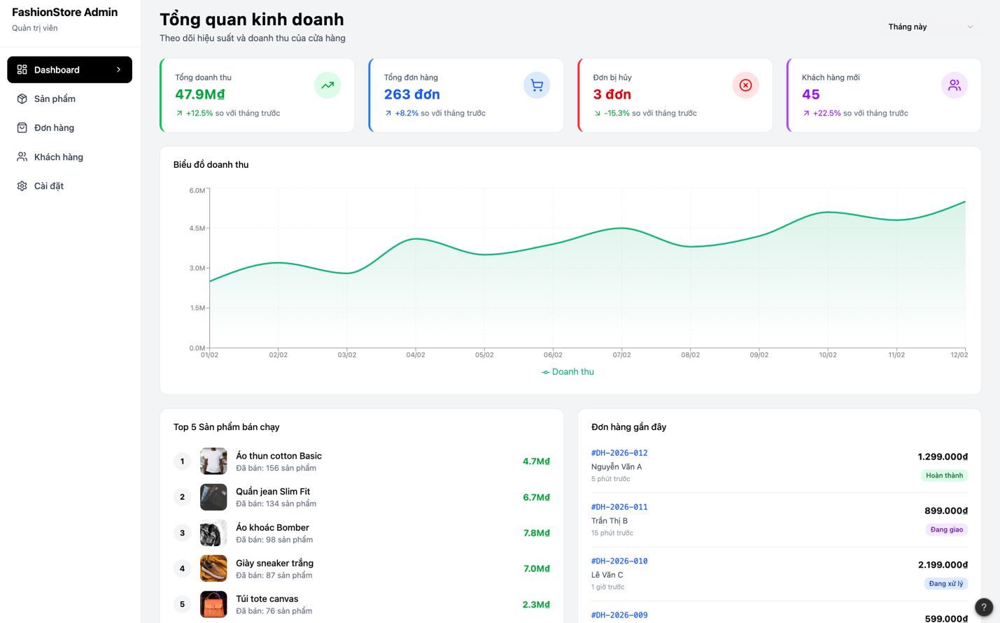 FashionStore Admin
Quản trị viên
Dashboard
Sản phẩm
Đơn hàng
Khách hàng
Cài đặt
Tổng quan kinh doanh
Theo dõi hiệu suất và doanh thu của cửa hàng
Tháng này
Tổng doanh thu
47.9M₫
+12.5% so với tháng trước
Tổng đơn hàng
263 đơn
+8.2% so với tháng trước
Đơn bị hủy
3 đơn
-15.3% so với tháng trước
Khách hàng mới
45
+22.5% so với tháng trước
Biểu đồ doanh thu
6.0M
4.5M
3.0M
1.5M
0.0M
01/02 02/02 03/02 04/02 05/02 06/02 07/02 08/02 09/02 10/02 11/02 12/02
Doanh thu
Top 5 Sản phẩm bán chạy
1
Áo thun cotton Basic
Đã bán: 156 sản phẩm
4.7M₫
2
Quần jean Slim Fit
Đã bán: 134 sản phẩm
6.7M₫
3
Áo khoác Bomber
Đã bán: 98 sản phẩm
7.8M₫
4
Giày sneaker trắng
Đã bán: 87 sản phẩm
7.0M₫
5
Túi tote canvas
Đã bán: 76 sản phẩm
2.3M₫
Đơn hàng gần đây
#DH-2026-012
Nguyễn Văn A
5 phút trước
1.299.000₫
Hoàn thành
#DH-2026-011
Trần Thị B
15 phút trước
899.000₫
Đang giao
#DH-2026-010
Lê Văn C
1 giờ trước
2.199.000₫
Đang xử lý
#DH-2026-009
599.000₫
?